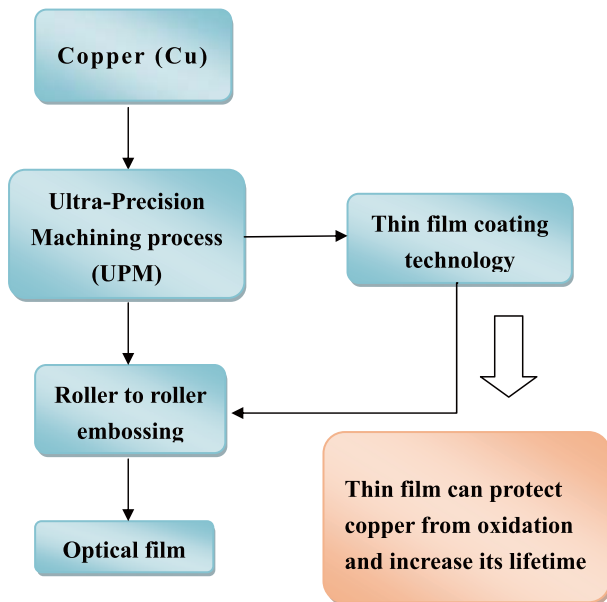 Copper (Cu)
Ultra-Precision
Machining process
(UPM)
Thin film coating
technology
Roller to roller
embossing
Optical film
Thin film can protect
copper from oxidation
and increase its lifetime